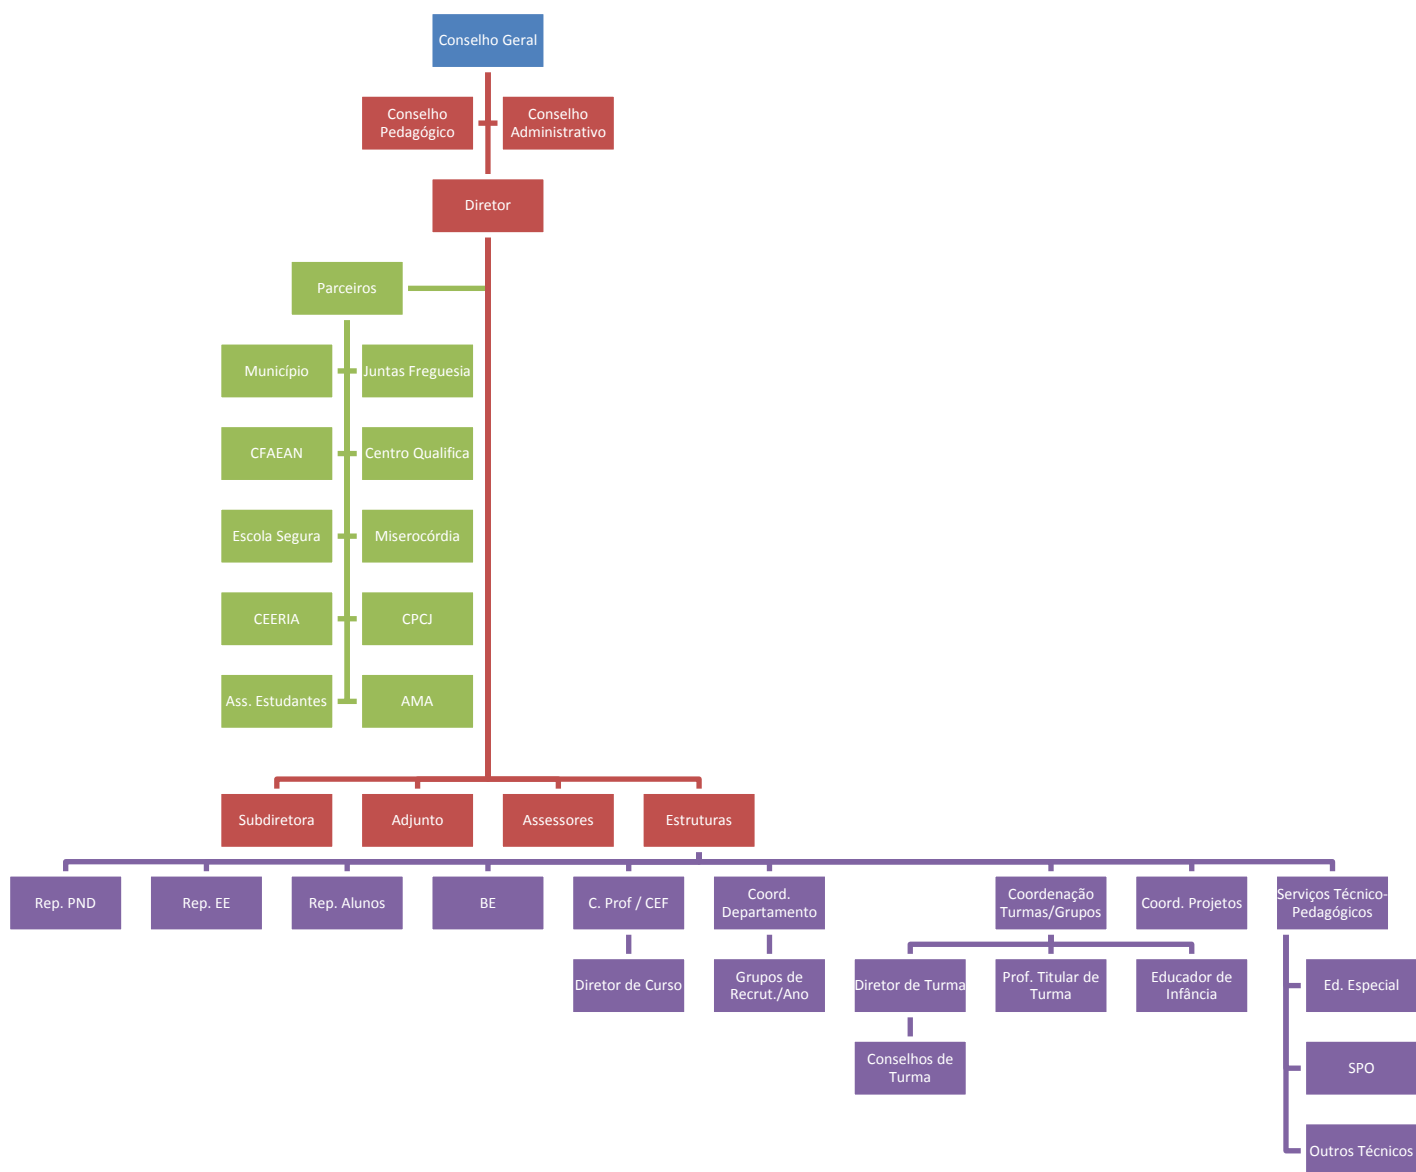 Conselho Geral
Conselho
Pedagógico
Conselho
Administrativo
Diretor
Parceiros
Município
Juntas Freguesia
CFAEAN
Centro Qualifica
Escola Segura
Miserocórdia
CEERIA
CPCJ
Ass. Estudantes
AMA
Subdiretora
Adjunto
Assessores
Estruturas
Rep. PND
Rep. EE
Rep. Alunos
BE
C. Prof / CEF
Coord.
Departamento
Coordenação
Turmas/Grupos
Coord. Projetos
Serviços Técnico-
Pedagógicos
Diretor de Curso
Grupos de
Recrut./Ano
Diretor de Turma
Prof. Titular de
Turma
Educador de
Infância
Ed. Especial
Conselhos de
Turma
SPO
Outros Técnicos